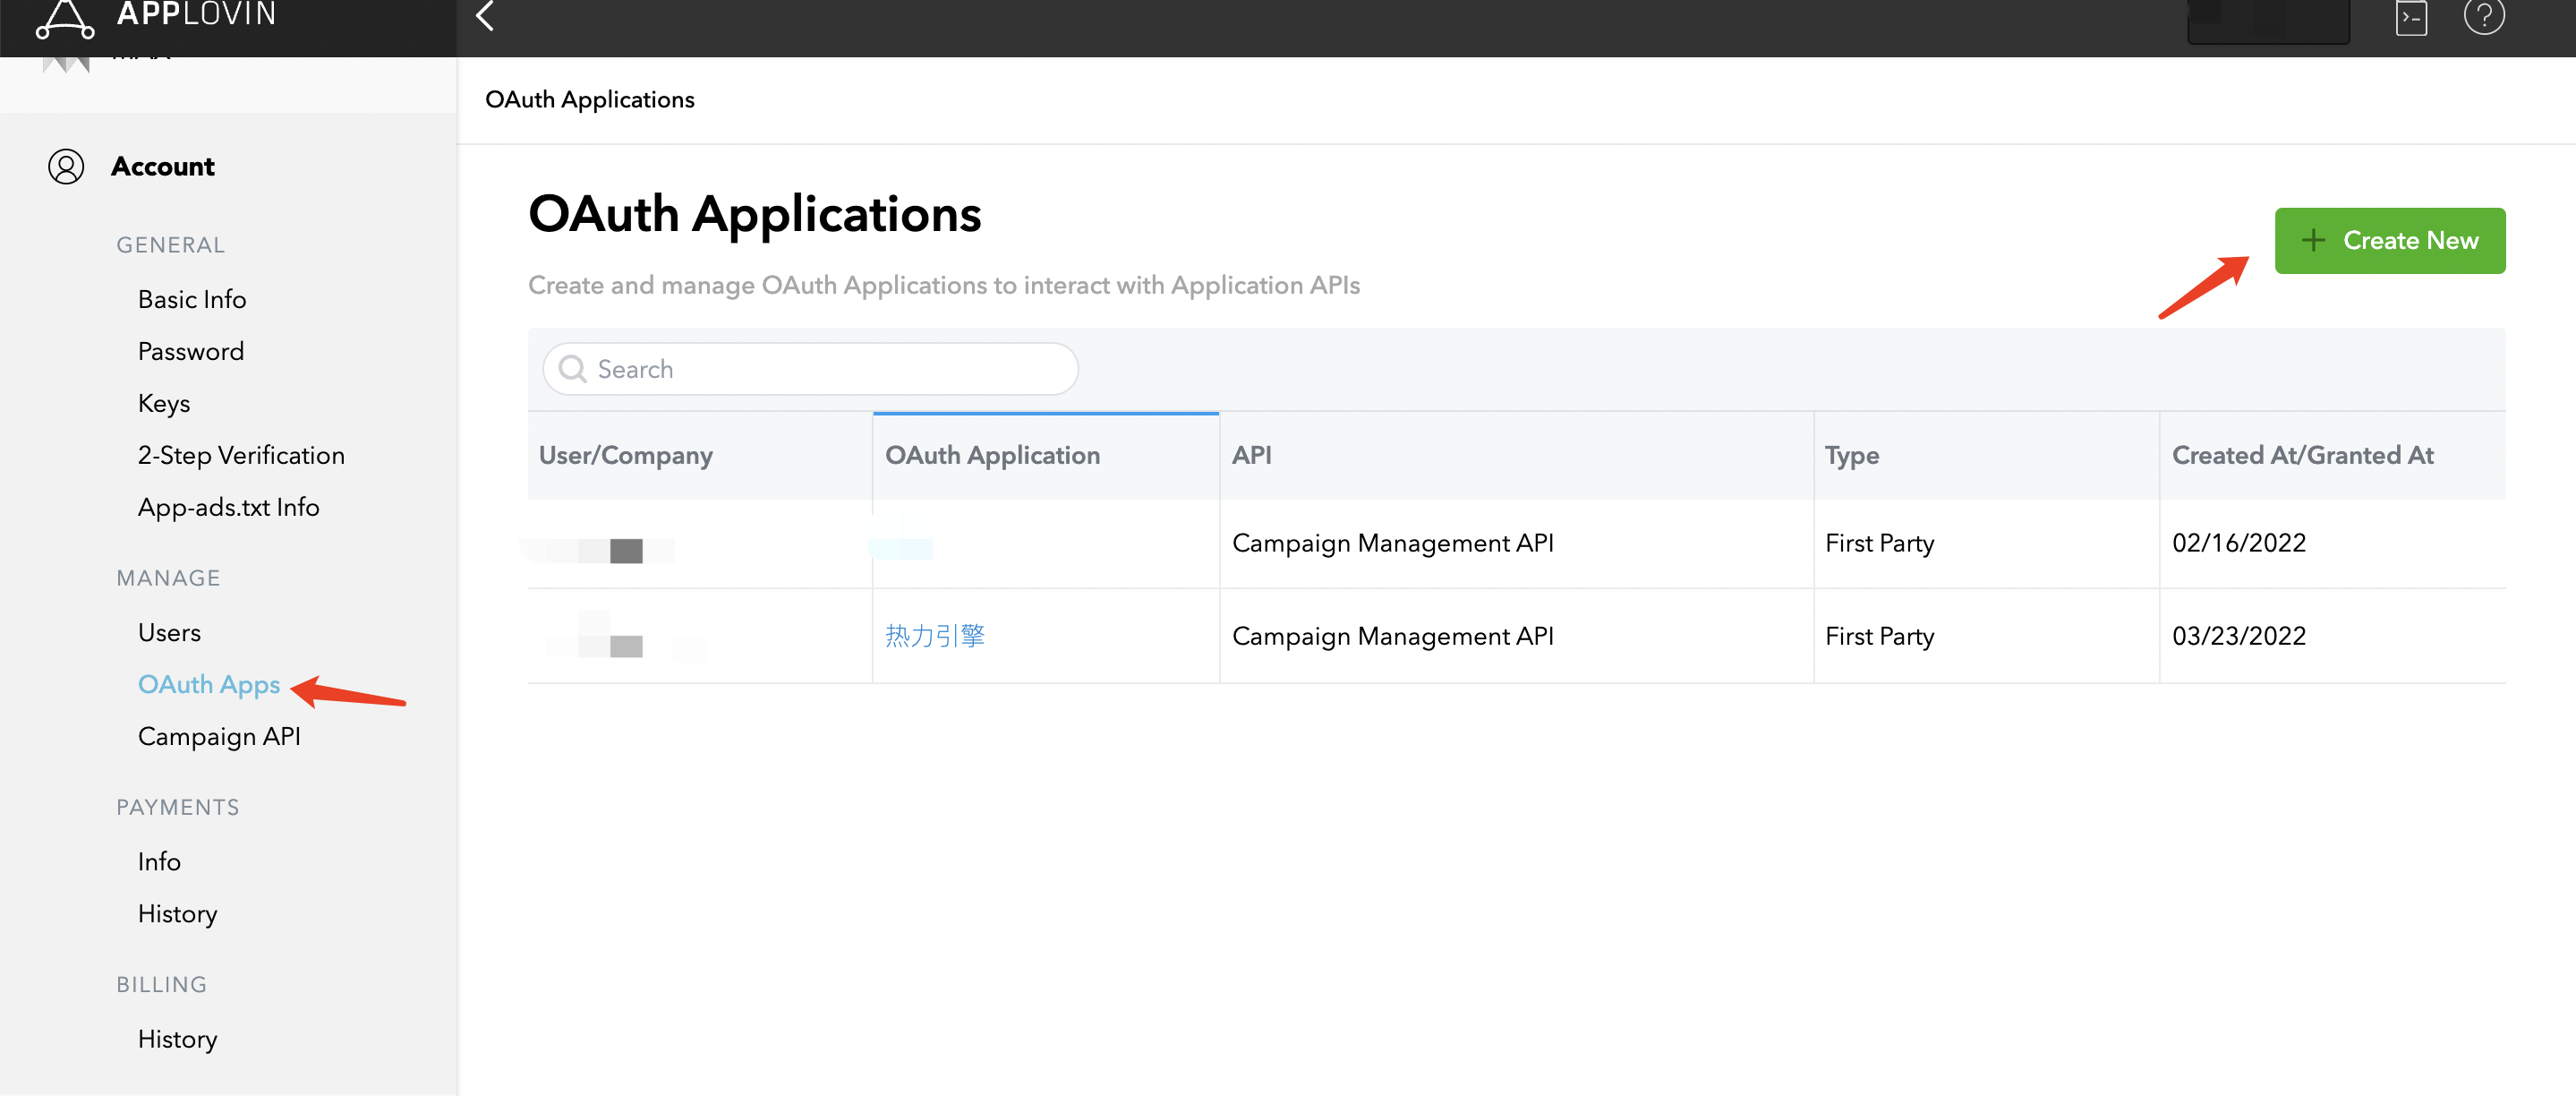 APPLOVIN
MAX
Account
GENERAL
Basic Info
Password
Keys
2-Step Verification
App-ads.txt Info
MANAGE
Users
OAuth Apps
Campaign API
PAYMENTS
Info
History
BILLING
History
OAuth Applications
OAuth Applications
Create and manage OAuth Applications to interact with Application APIs
+ Create New
Search
User/Company OAuth Application API Type Created At/Granted At
Campaign Management API First Party 02/16/2022
热力引擎 Campaign Management API First Party 03/23/2022